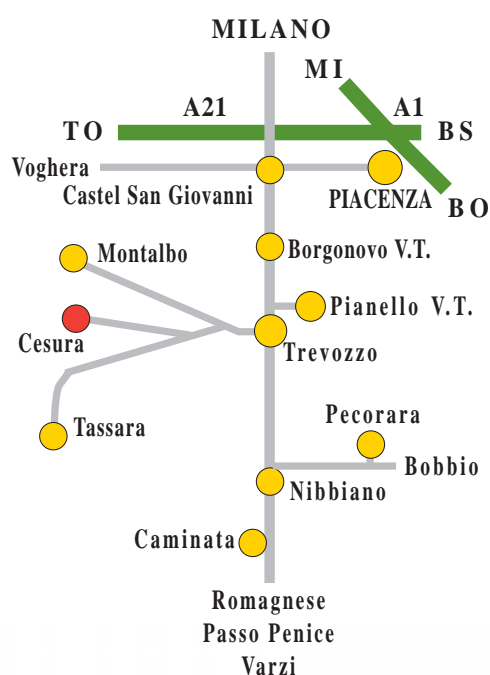 MILANO
MI
A21
A1
TO
BS
Voghera
Castel San Giovanni
PIACENZA
BO
Montalbo
Borgonovo V.T.
Pianello V.T.
Cesura
Trevozzo
Pecorara
Tassara
Bobbio
Nibbiano
Caminata
Romagnese
Passo Penice
Varzi